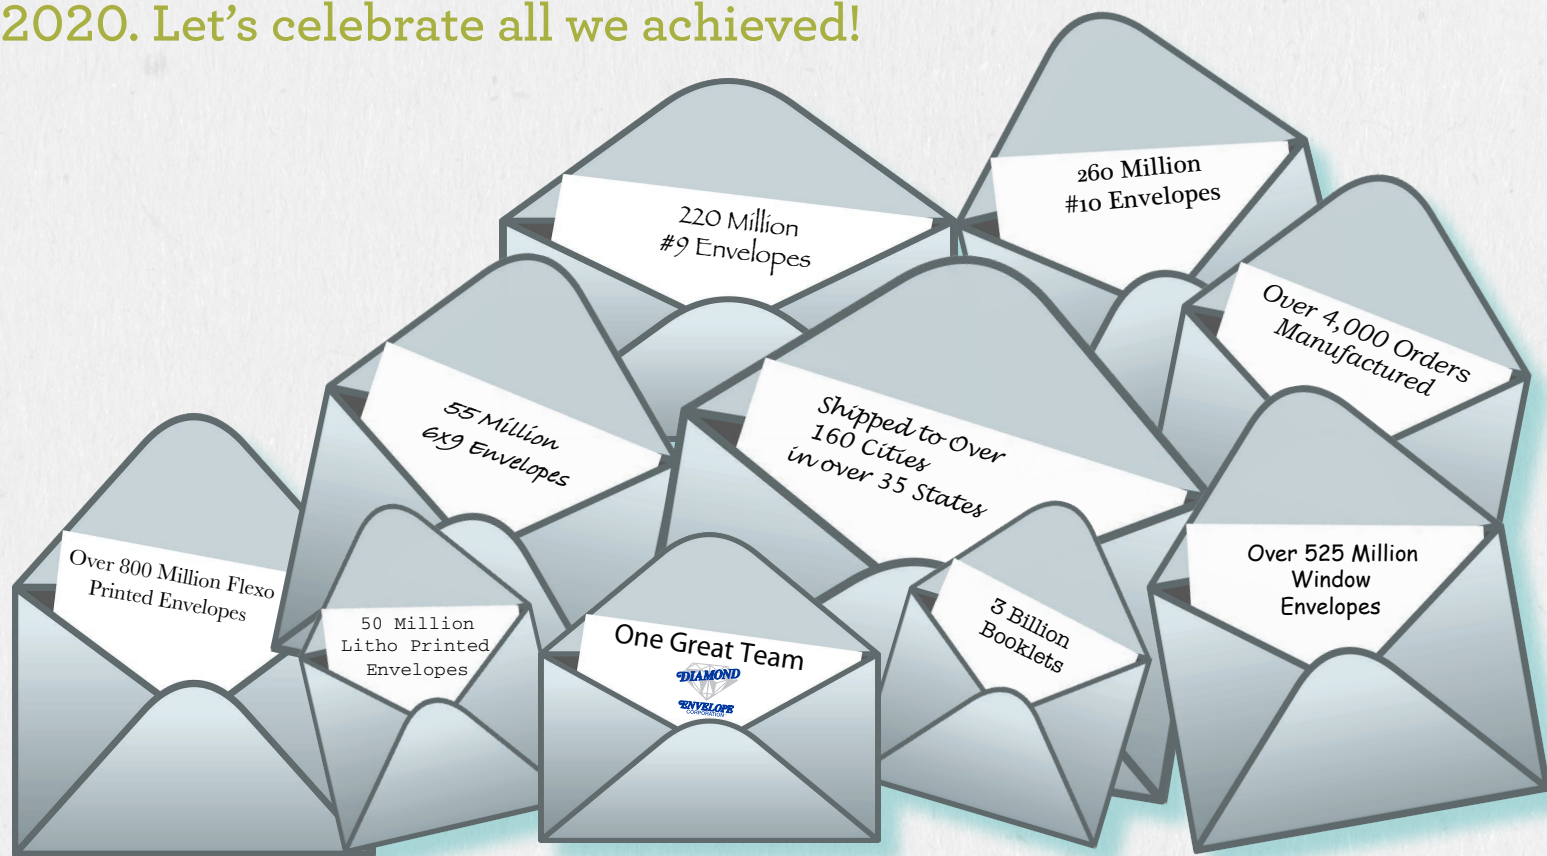 2020. Let's celebrate all we achieved!
260 Million
#10 Envelopes
220 Million
#9 Envelopes
Over 4,000 Orders
Manufactured
55 Million
6x9 Envelopes
Shipped to Over
160 Cities
in over 35 States
Over 800 Million Flexo
Printed Envelopes
50 Million
Litho Printed
Envelopes
One Great Team
DIAMOND
ENVELOPE
CORPORATION
3 Billion
Booklets
Over 525 Million
Window
Envelopes